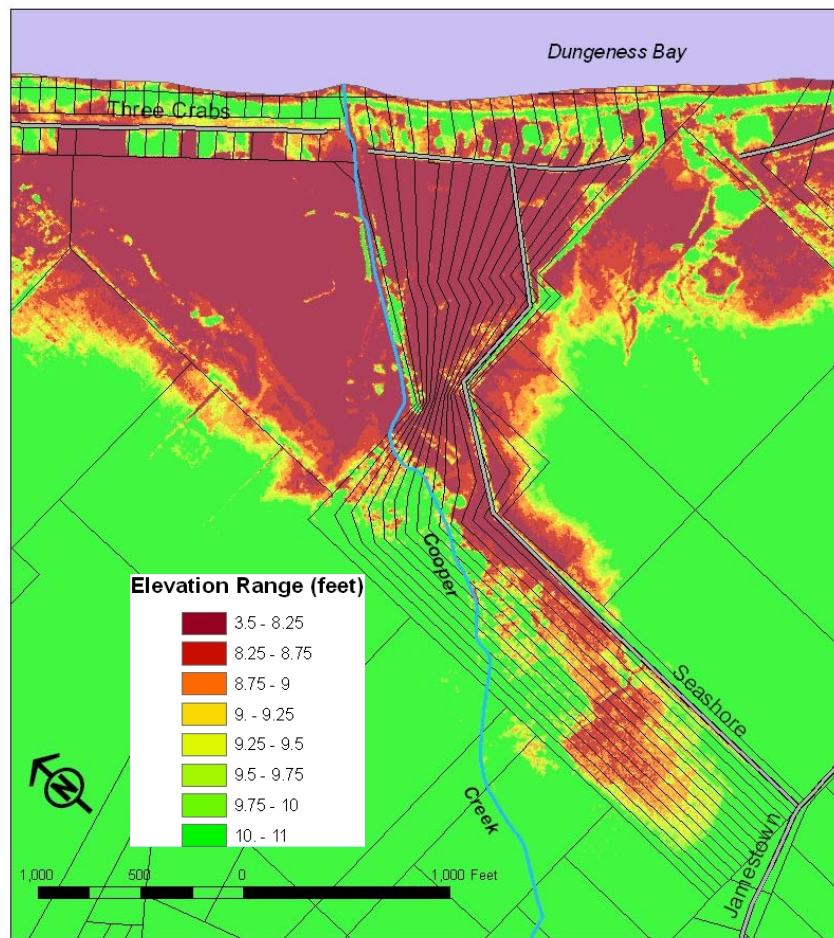 Dungeness Bay
Three Crabs
Cooper
Creek
Seashore
Jamestown
Elevation Range (feet)
3.5 - 8.25
8.25 - 8.75
8.75 - 9
9. - 9.25
9.25 - 9.5
9.5 - 9.75
9.75 - 10
10. - 11
N
1,000 500 0 1,000 Feet